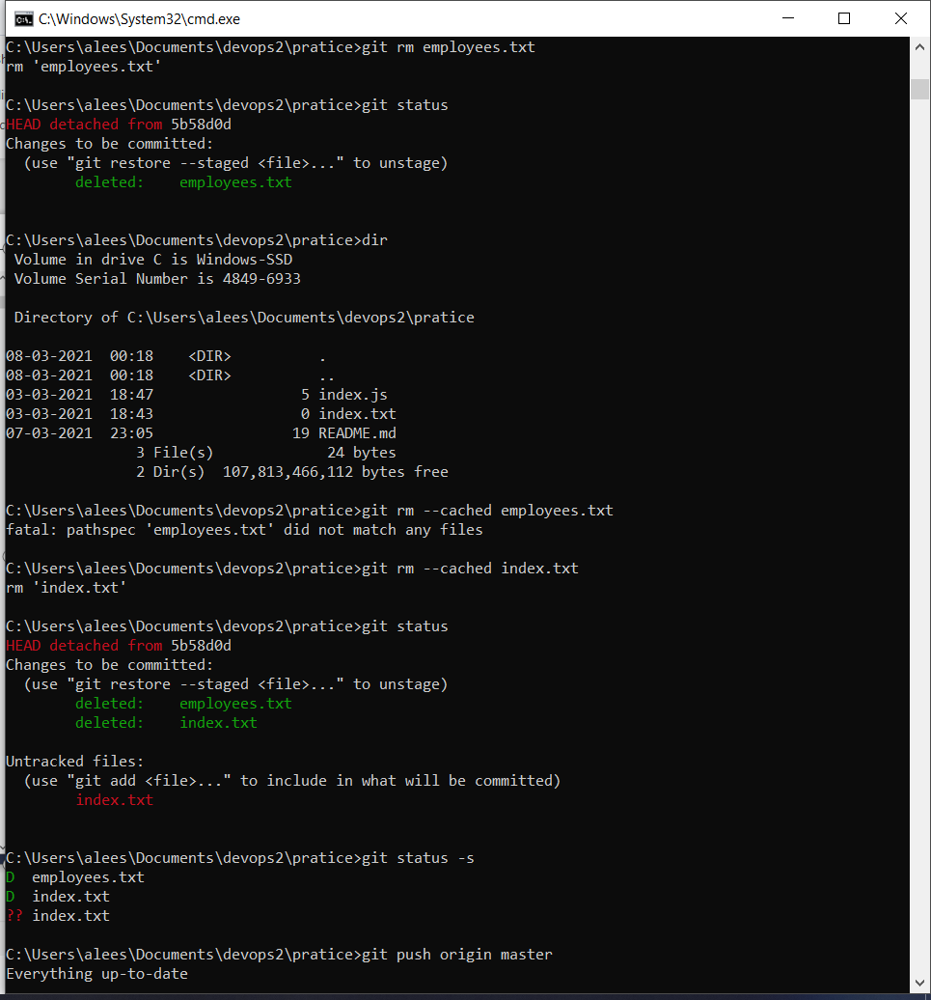 C:\Windows\System32\cmd.exe
C:\Users\alees\Documents\devops2\pratice>git rm employees.txt
rm 'employees.txt'
C:\Users\alees\Documents\devops2\pratice>git status
HEAD detached from 5b58d0d
Changes to be committed:
  (use "git restore --staged <file>..." to unstage)
        deleted:    employees.txt
C:\Users\alees\Documents\devops2\pratice>dir
 Volume in drive C is Windows-SSD
 Volume Serial Number is 4849-6933
 Directory of C:\Users\alees\Documents\devops2\pratice
08-03-2021  00:18    <DIR>          .
08-03-2021  00:18    <DIR>          ..
03-03-2021  18:47                 5 index.js
03-03-2021  18:43                 0 index.txt
07-03-2021  23:05                19 README.md
               3 File(s)             24 bytes
               2 Dir(s)  107,813,466,112 bytes free
C:\Users\alees\Documents\devops2\pratice>git rm --cached employees.txt
fatal: pathspec 'employees.txt' did not match any files
C:\Users\alees\Documents\devops2\pratice>git rm --cached index.txt
rm 'index.txt'
C:\Users\alees\Documents\devops2\pratice>git status
HEAD detached from 5b58d0d
Changes to be committed:
  (use "git restore --staged <file>..." to unstage)
        deleted:    employees.txt
        deleted:    index.txt
Untracked files:
  (use "git add <file>..." to include in what will be committed)
        index.txt
C:\Users\alees\Documents\devops2\pratice>git status -s
D  employees.txt
D  index.txt
?? index.txt
C:\Users\alees\Documents\devops2\pratice>git push origin master
Everything up-to-date